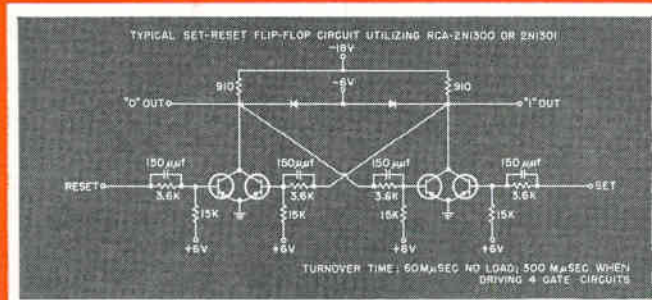 TYPICAL SET-RESET FLIP-FLOP CIRCUIT UTILIZING RCA-2N1300 OR 2N1301
-18V
910
-6V
910
"0" OUT
"1" OUT
150µµf
150µµf
150µµf
150µµf
RESET
3.6K
3.6K
3.6K
3.6K
SET
15K
15K
15K
15K
+6V
+6V
+6V
+6V
TURNOVER TIME: 60MµSEC NO LOAD; 300 MµSEC WHEN
DRIVING 4 GATE CIRCUITS